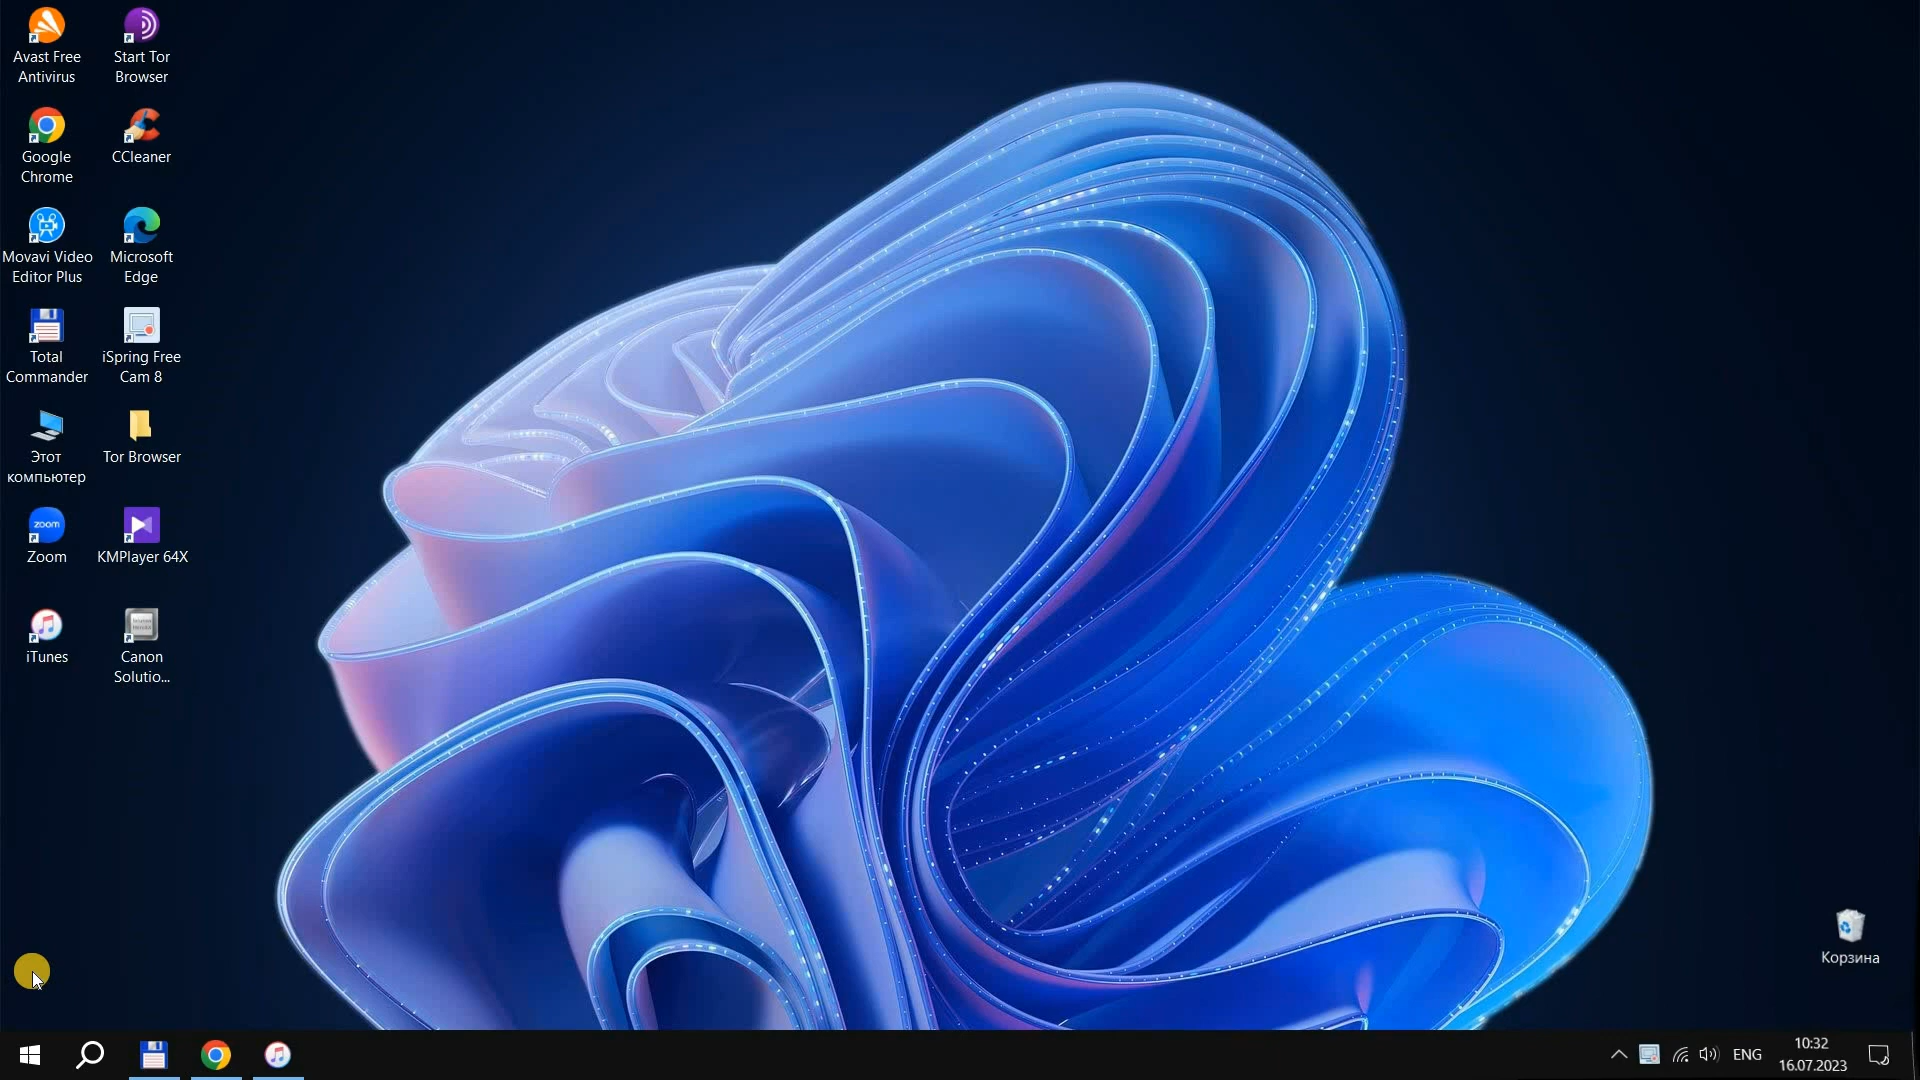 Avast Free
Antivirus
Start Tor
Browser
Google
Chrome
CCleaner
Movavi Video
Editor Plus
Microsoft
Edge
Total
Commander
iSpring Free
Cam 8
Этот
компьютер
Tor Browser
zoom
Zoom
KMPlayer 64X
iTunes
Canon
Solutio...
Корзина
ENG
10:32
16.07.2023